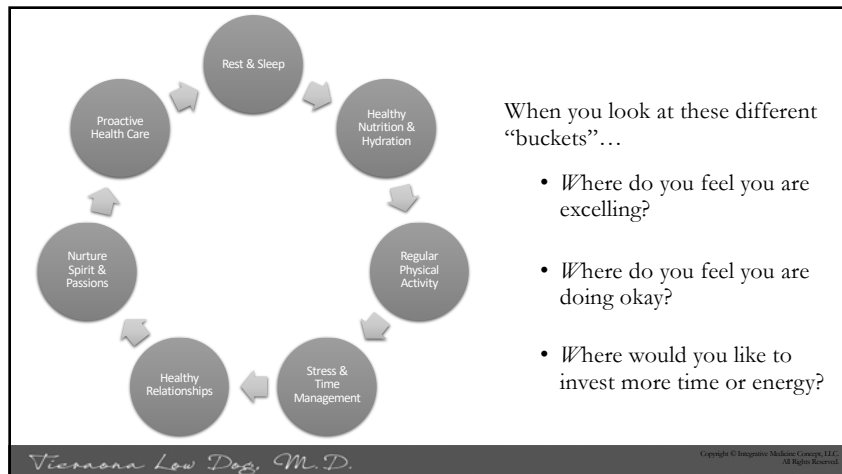 Rest & Sleep
Healthy
Nutrition &
Hydration
Regular
Physical
Activity
Stress &
Time
Management
Healthy
Relationships
Nurture
Spirit &
Passions
Proactive
Health Care
When you look at these different
“buckets”…
• Where do you feel you are
excelling?
• Where do you feel you are
doing okay?
• Where would you like to
invest more time or energy?
Tieraona Low Dog, M.D.
Copyright © Integrative Medicine Concept, LLC.
All Rights Reserved.